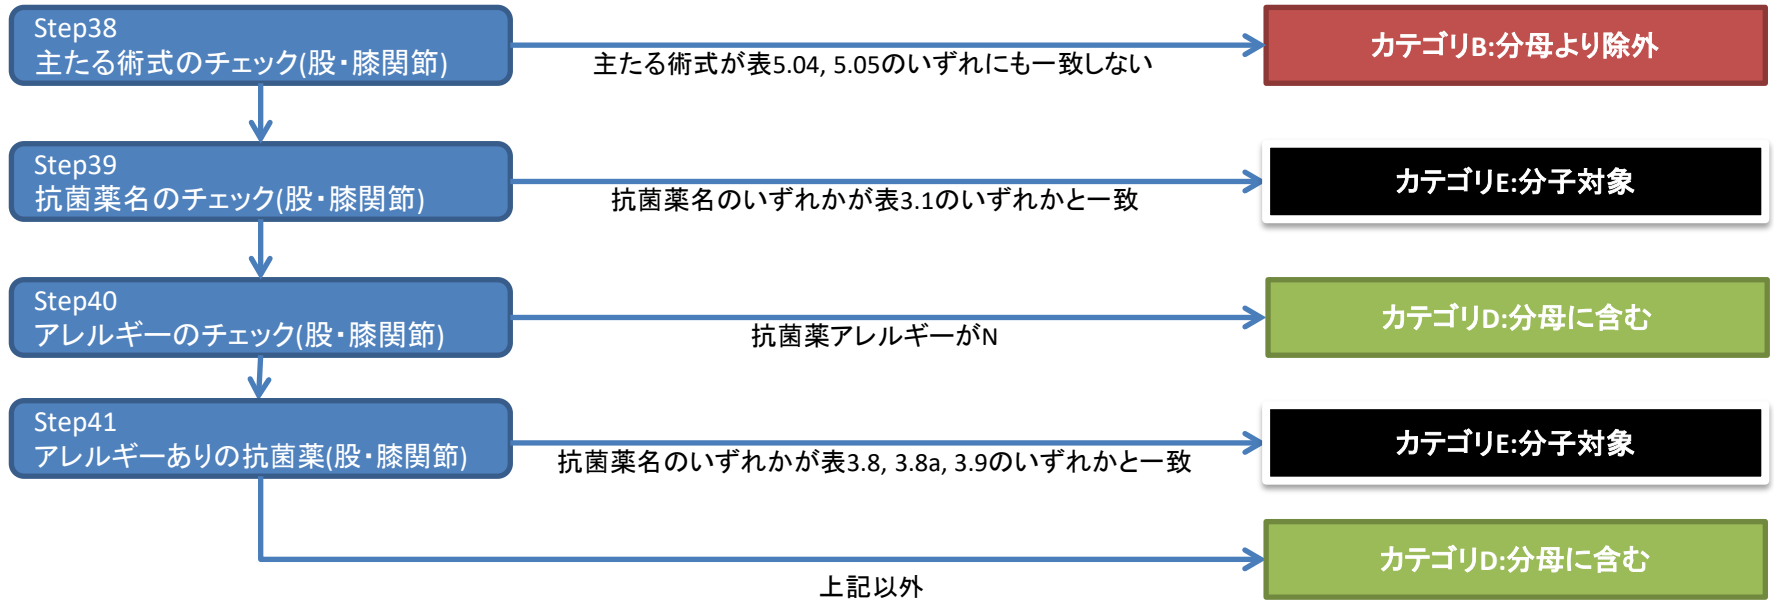 Step38
主たる術式のチェック(股・膝関節)
主たる術式が表5.04, 5.05のいずれにも一致しない
カテゴリB:分母より除外
Step39
抗菌薬名のチェック(股・膝関節)
抗菌薬名のいずれかが表3.1のいずれかと一致
カテゴリE:分子対象
Step40
アレルギーのチェック(股・膝関節)
抗菌薬アレルギーがN
カテゴリD:分母に含む
Step41
アレルギーありの抗菌薬(股・膝関節)
抗菌薬名のいずれかが表3.8, 3.8a, 3.9のいずれかと一致
カテゴリE:分子対象
上記以外
カテゴリD:分母に含む